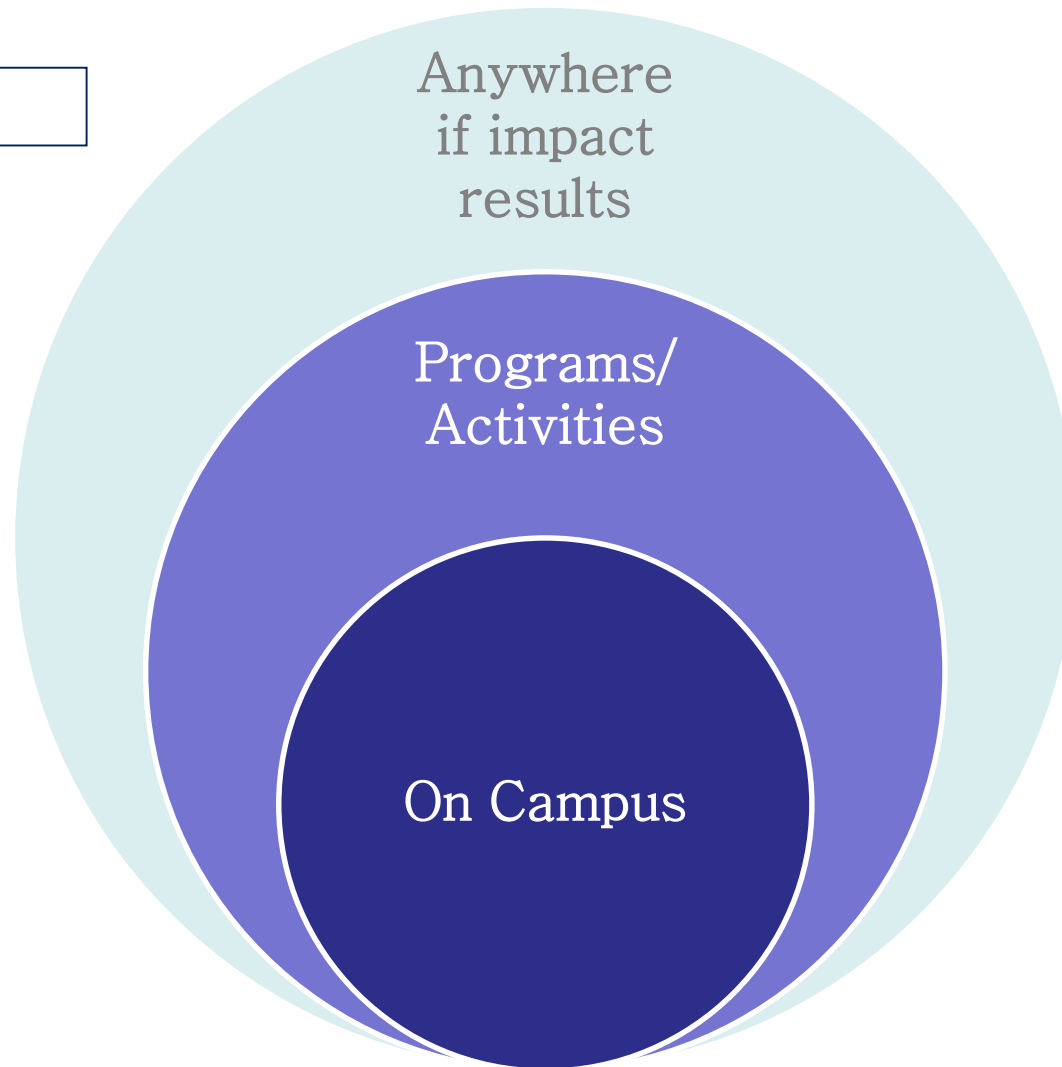 Anywhere
if impact
results
Programs/
Activities
On Campus